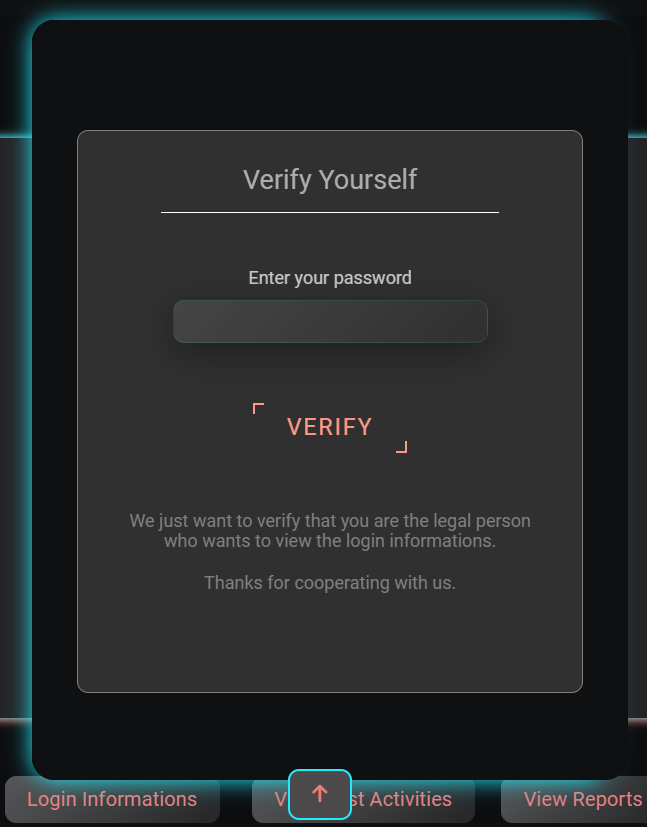 Verify Yourself
Enter your password
VERIFY
We just want to verify that you are the legal person
who wants to view the login informations.
Thanks for cooperating with us.
Login Informations
st Activities
View Reports